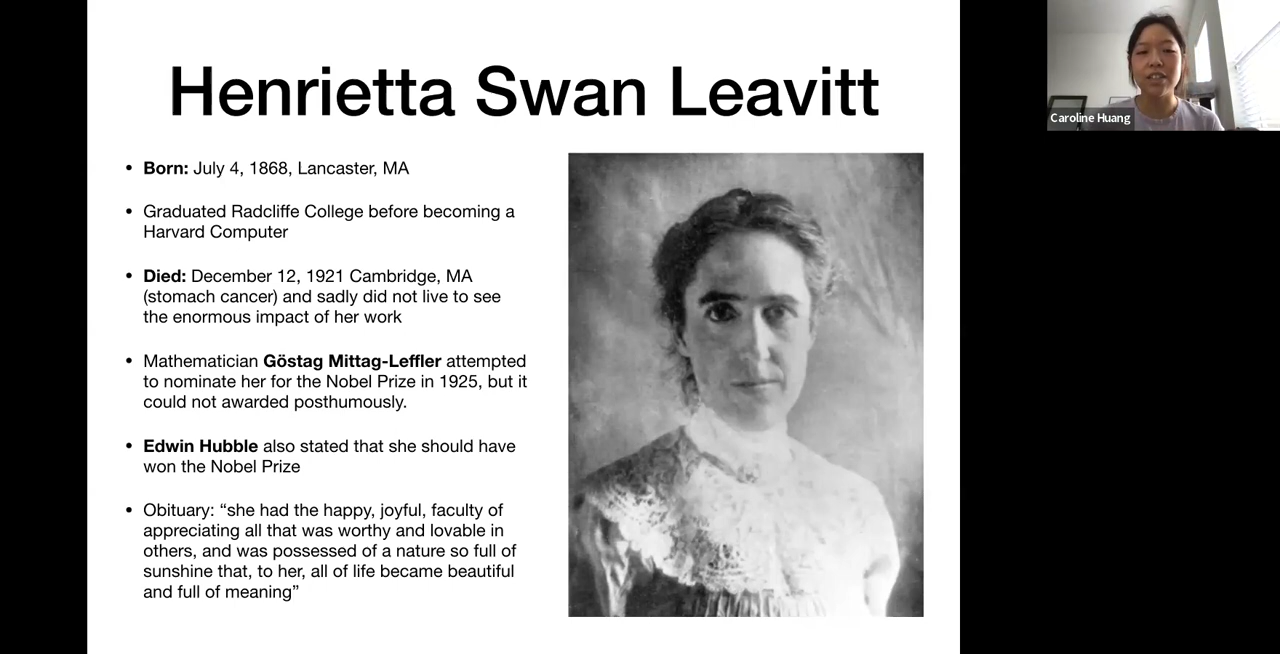 Henrietta Swan Leavitt
• Born: July 4, 1868, Lancaster, MA
• Graduated Radcliffe College before becoming a
Harvard Computer
• Died: December 12, 1921 Cambridge, MA
(stomach cancer) and sadly did not live to see
the enormous impact of her work
• Mathematician Göstag Mittag-Leffler attempted
to nominate her for the Nobel Prize in 1925, but it
could not awarded posthumously.
• Edwin Hubble also stated that she should have
won the Nobel Prize
• Obituary: “she had the happy, joyful, faculty of
appreciating all that was worthy and lovable in
others, and was possessed of a nature so full of
sunshine that, to her, all of life became beautiful
and full of meaning”
Caroline Huang